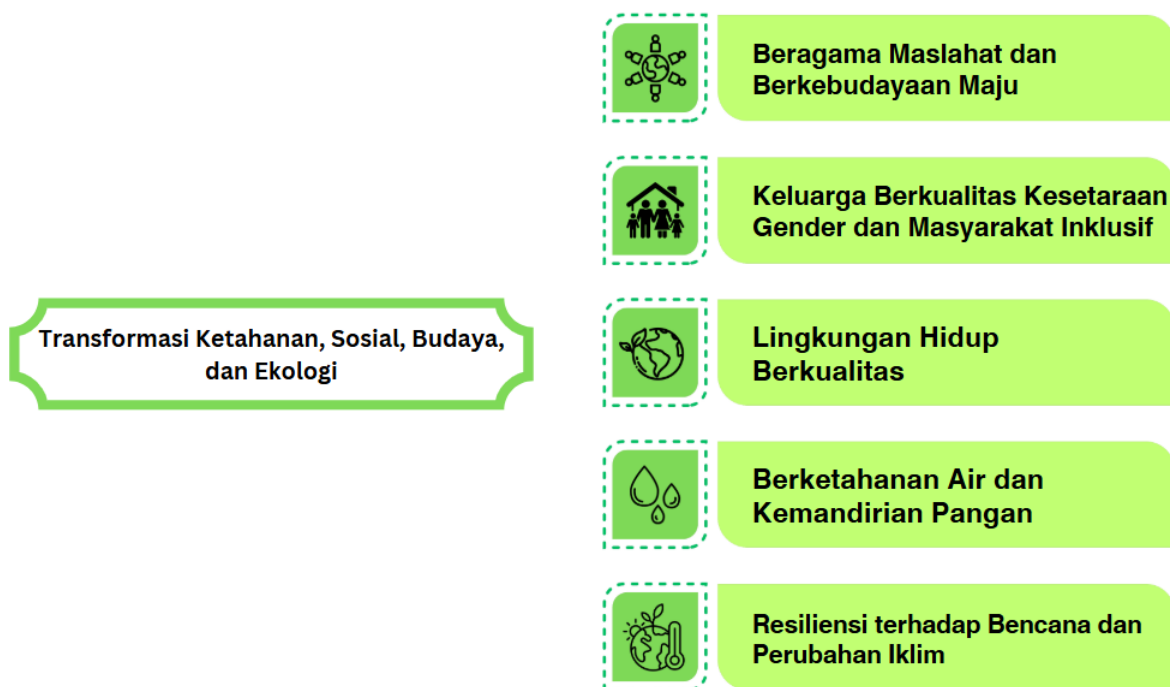 Transformasi Ketahanan, Sosial, Budaya,
dan Ekologi
Beragama Maslahat dan
Berkebudayaan Maju
Keluarga Berkualitas Kesetaraan
Gender dan Masyarakat Inklusif
Lingkungan Hidup
Berkualitas
Berketahanan Air dan
Kemandirian Pangan
Resiliensi terhadap Bencana dan
Perubahan Iklim